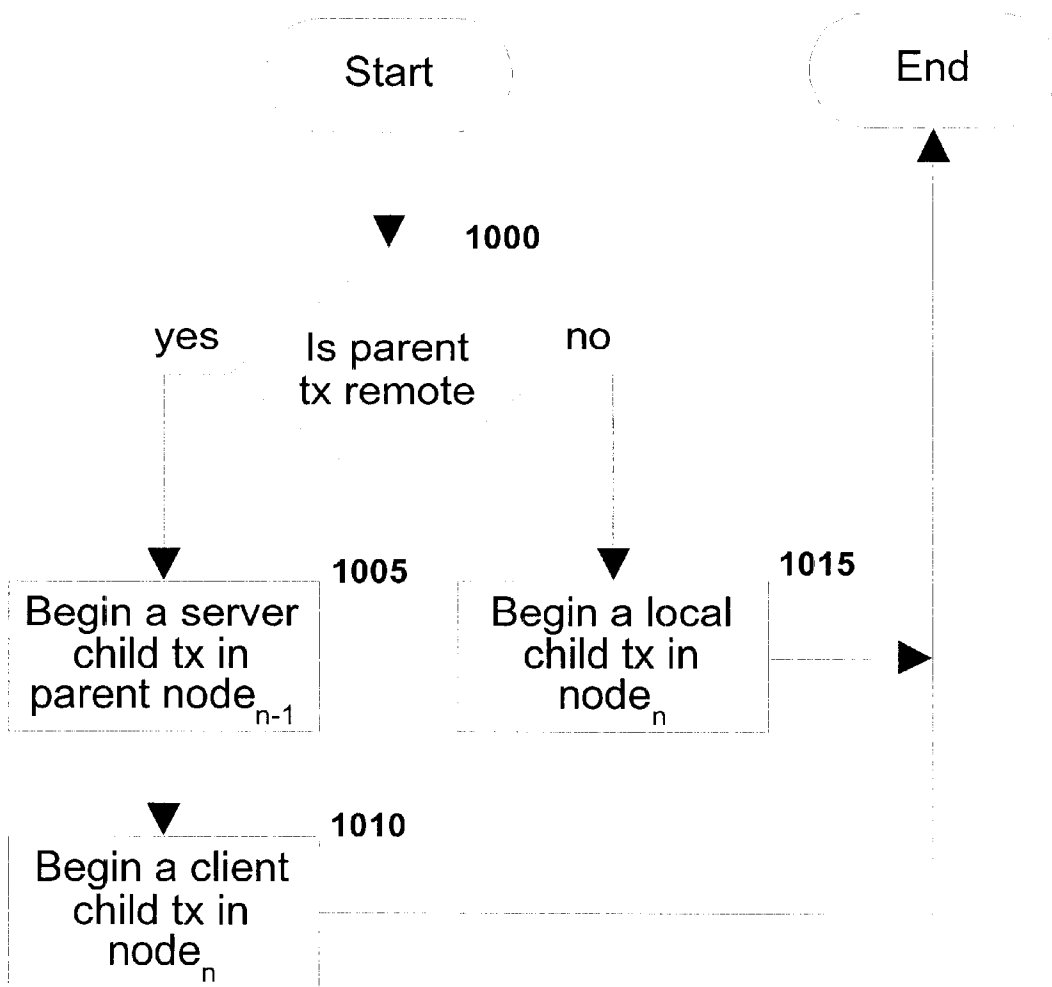 Start
End
1000
yes
Is parent
tx remote
no
1005
Begin a server
child tx in
parent node n-1
1015
Begin a local
child tx in
node n
1010
Begin a client
child tx in
node n